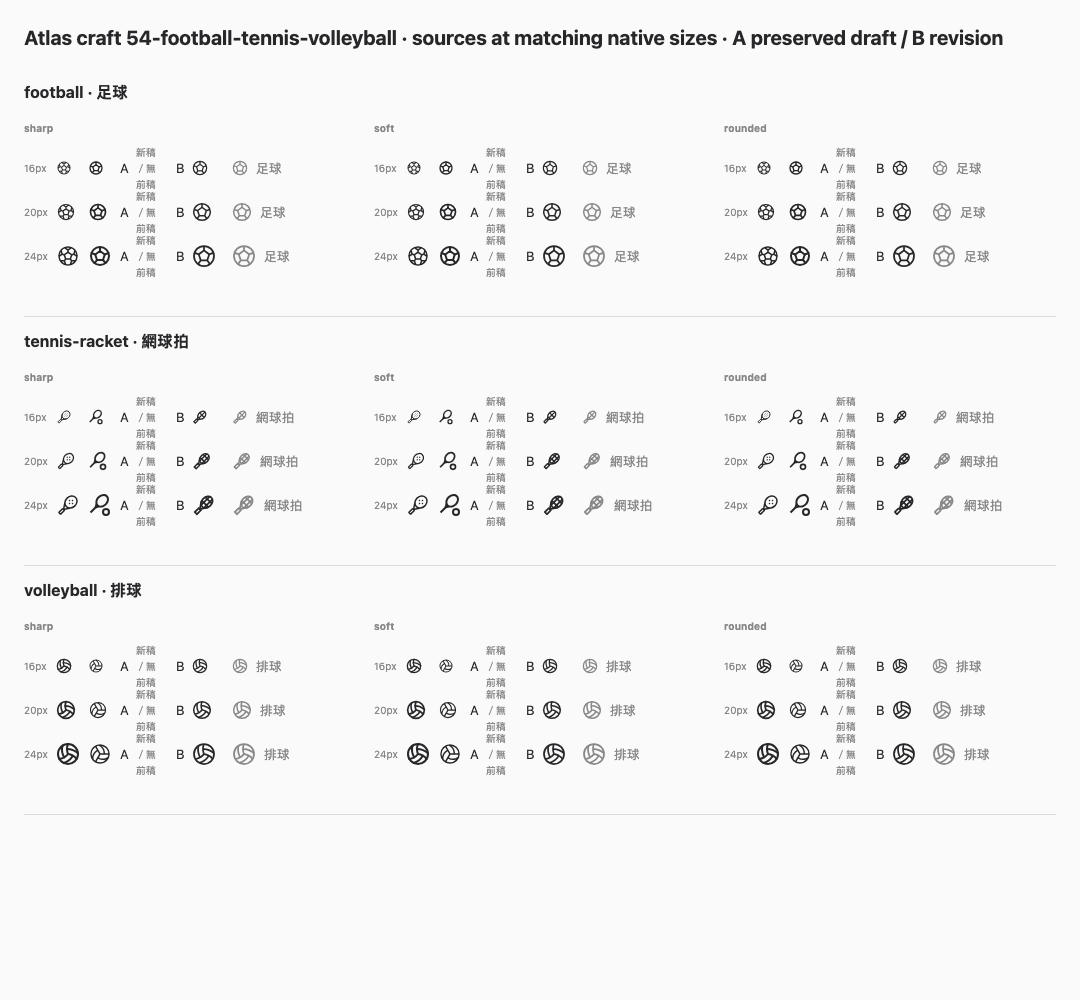 Atlas craft 54-football-tennis-volleyball · sources at matching native sizes · A preserved draft / B revision
football · 足球
sharp
soft
rounded
16px A 新稿 / 無前稿 B 足球
16px A 新稿 / 無前稿 B 足球
16px A 新稿 / 無前稿 B 足球
20px A 新稿 / 無前稿 B 足球
20px A 新稿 / 無前稿 B 足球
20px A 新稿 / 無前稿 B 足球
24px A 新稿 / 無前稿 B 足球
24px A 新稿 / 無前稿 B 足球
24px A 新稿 / 無前稿 B 足球
tennis-racket · 網球拍
sharp
soft
rounded
16px A 新稿 / 無前稿 B 網球拍
16px A 新稿 / 無前稿 B 網球拍
16px A 新稿 / 無前稿 B 網球拍
20px A 新稿 / 無前稿 B 網球拍
20px A 新稿 / 無前稿 B 網球拍
20px A 新稿 / 無前稿 B 網球拍
24px A 新稿 / 無前稿 B 網球拍
24px A 新稿 / 無前稿 B 網球拍
24px A 新稿 / 無前稿 B 網球拍
volleyball · 排球
sharp
soft
rounded
16px A 新稿 / 無前稿 B 排球
16px A 新稿 / 無前稿 B 排球
16px A 新稿 / 無前稿 B 排球
20px A 新稿 / 無前稿 B 排球
20px A 新稿 / 無前稿 B 排球
20px A 新稿 / 無前稿 B 排球
24px A 新稿 / 無前稿 B 排球
24px A 新稿 / 無前稿 B 排球
24px A 新稿 / 無前稿 B 排球